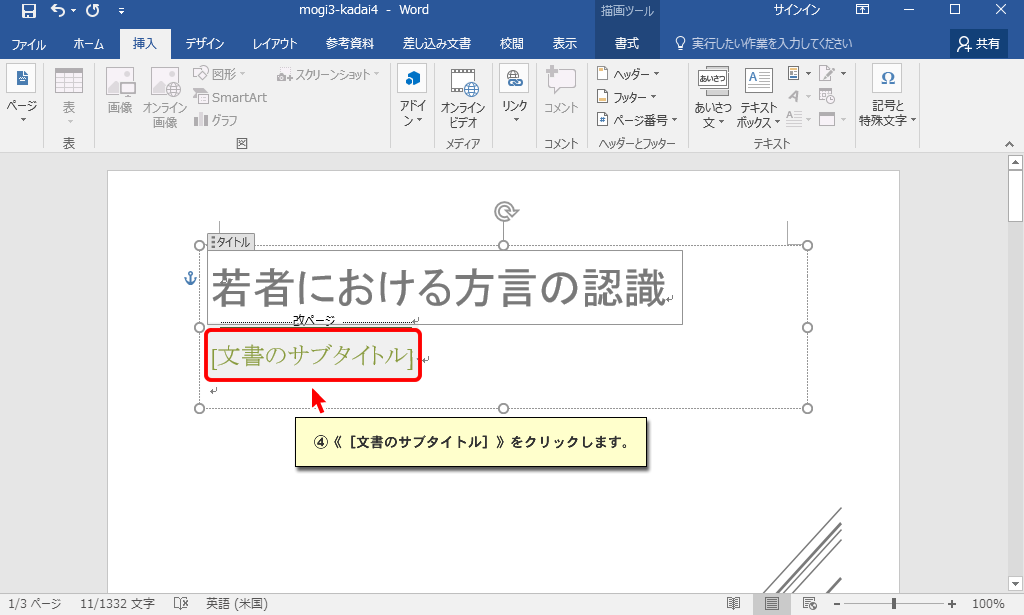 mogi3-kadai4 - Word
描画ツール
サインイン
ファイル ホーム 挿入 デザイン レイアウト 参考資料 差し込み文書 校閲 表示 書式 実行したい作業を入力してください 共有
ページ
表
表
画像
オンライン
画像
図形
SmartArt
グラフ
スクリーンショット
図
アドイ
ン
オンライン
ビデオ
メディア
リンク
コメント
コメント
ヘッダー
フッター
ページ番号
ヘッダーとフッター
あいさつ
あいさつ
文
テキスト
ボックス
テキスト
記号と
特殊文字
タイトル
若者における方言の認識
改ページ
[文書のサブタイトル]
④《［文書のサブタイトル］》をクリックします。
1/3 ページ 11/1332 文字 英語 (米国) 100%